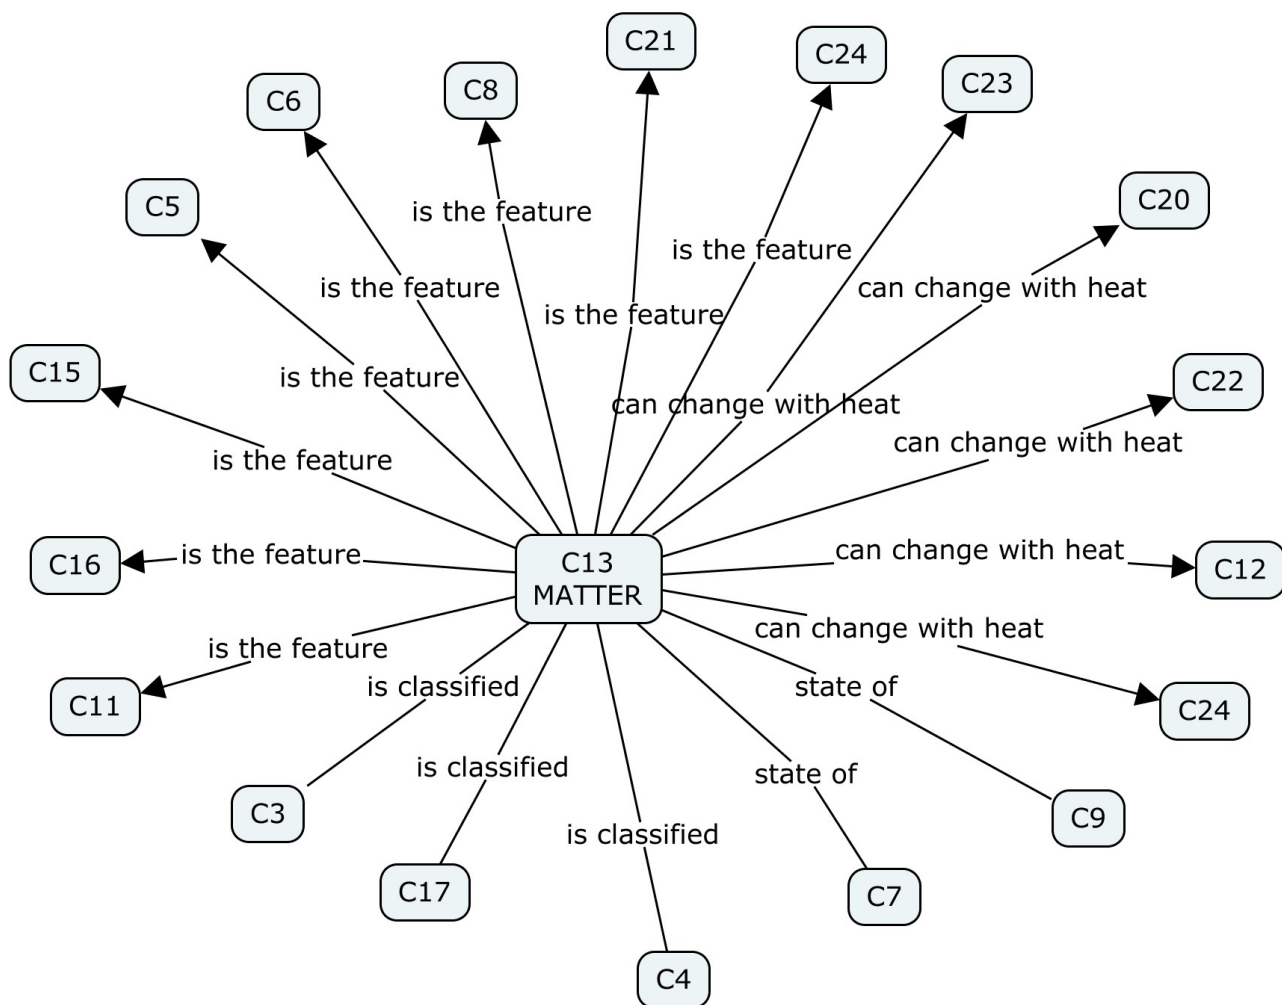 C21
C24
C23
C8
C6
C20
C5
is the feature
is the feature
is the feature
can change with heat
is the feature
C15
is the feature
C22
can change with heat
can change with heat
is the feature
C16
is the feature
can change with heat
C12
C13
MATTER
can change with heat
is the feature
is classified
state of
C11
C24
is classified
state of
C3
C9
is classified
C17
C7
C4